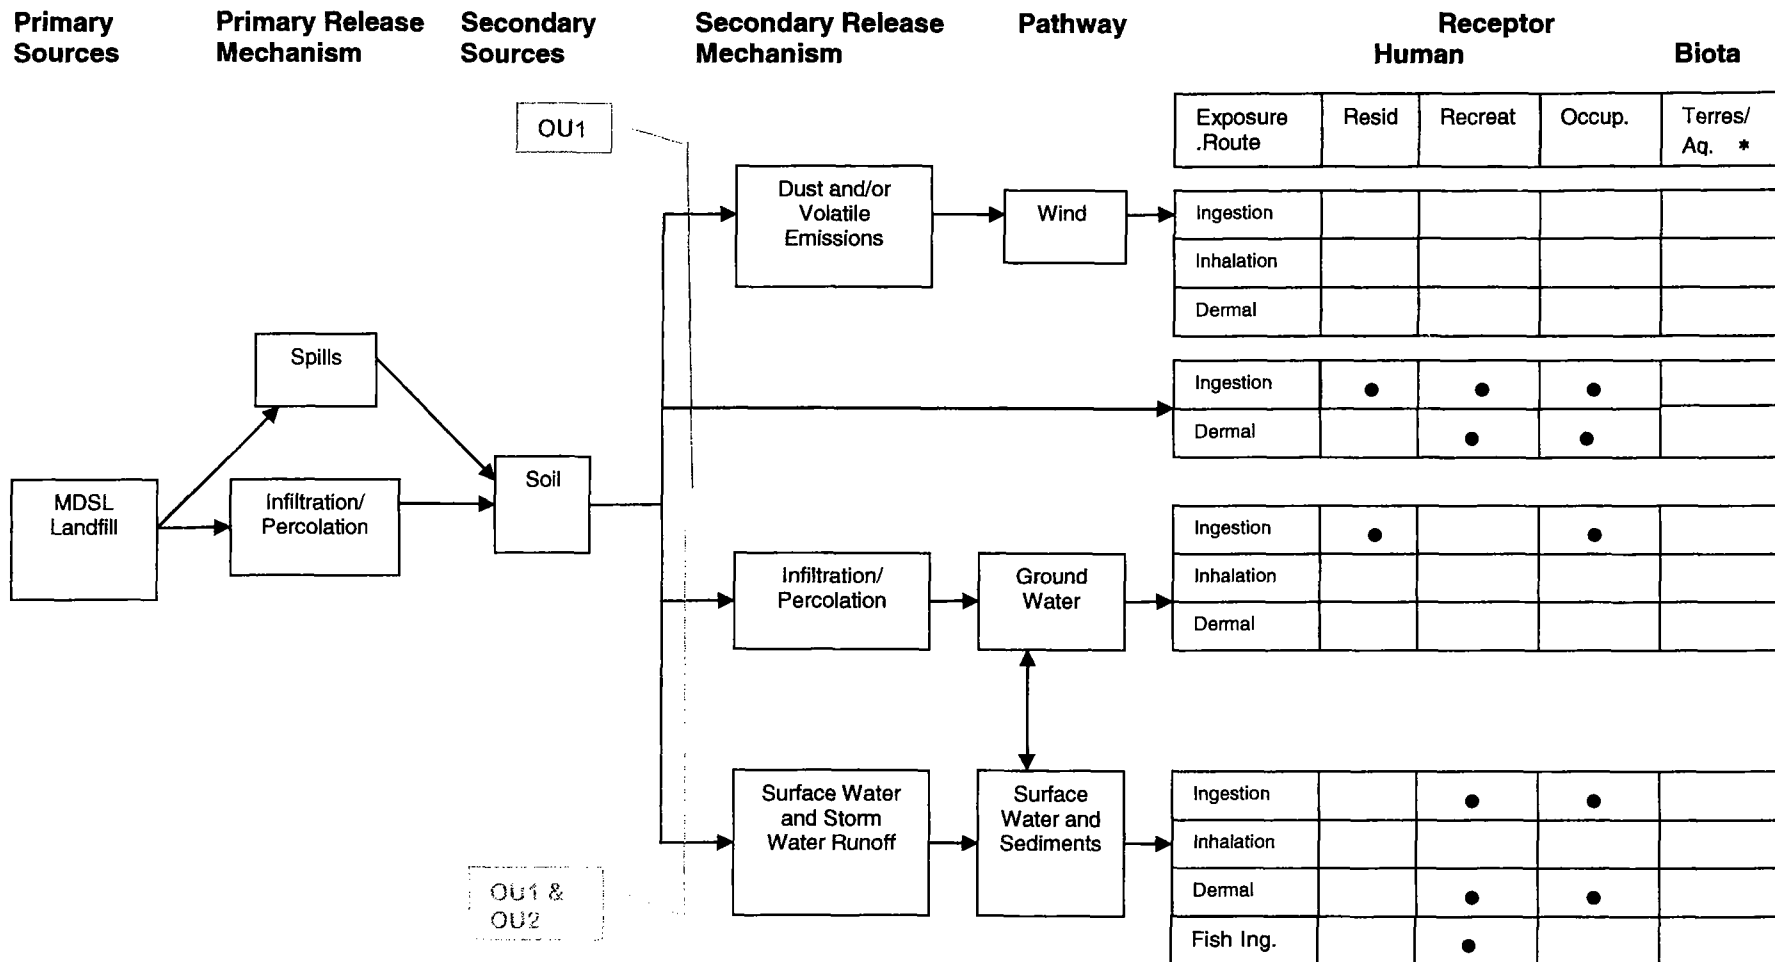 Primary Sources
Primary Release Mechanism
Secondary Sources
Secondary Release Mechanism
Pathway
Receptor
Human
Biota
Exposure .Route
Resid
Recreat
Occup.
Terres/ Aq. *
OU1
Dust and/or
Volatile
Emissions
Wind
Ingestion
Inhalation
Dermal
Spills
Ingestion ● ● ●
Dermal ● ●
MDSL
Landfill
Infiltration/
Percolation
Soil
Infiltration/
Percolation
Ground
Water
Ingestion ● ●
Inhalation
Dermal
Surface Water
and Storm
Water Runoff
Surface
Water and
Sediments
Ingestion ● ●
Inhalation
Dermal ● ●
Fish Ing. ●
OU1 &
OU2